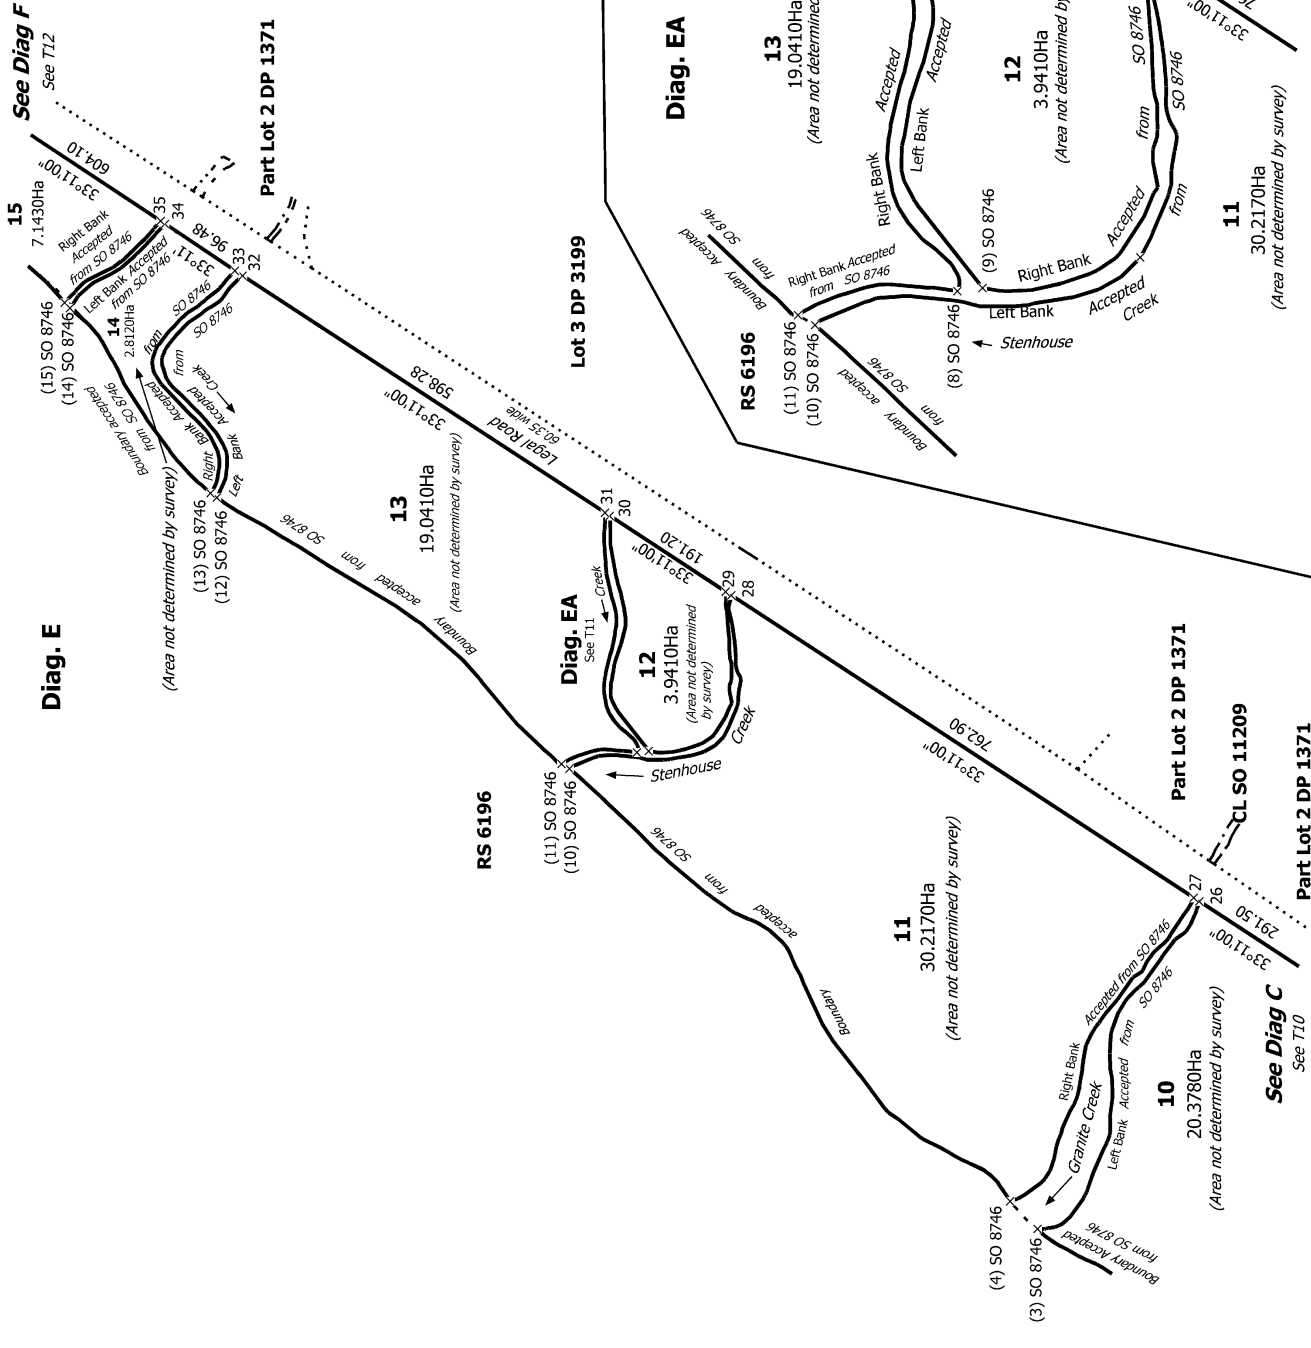 Diag. E
See Diag F
See T12
15
7.1430Ha
33°11'00"
604.10
Part Lot 2 DP 1371
35
34
Right Bank
Accepted
from SO 8746
Left Bank Accepted
from SO 8746
96.48
33°11'
33
32
(15) SO 8746
(14) SO 8746
14
2.8120Ha
(Area not determined by survey)
from SO 8746
from SO 8746
Right Bank Accepted
Left Bank Accepted
Creek
Boundary accepted
from SO 8746
(13) SO 8746
(12) SO 8746
598.28
33°11'00"
Legal Road
60.35 wide
Lot 3 DP 3199
13
19.0410Ha
(Area not determined by survey)
Boundary accepted from SO 8746
31
30
191.20
33°11'00"
29
28
Creek
Diag. EA
See T11
12
3.9410Ha
(Area not determined
by survey)
Stenhouse Creek
RS 6196
(11) SO 8746
(10) SO 8746
762.90
33°11'00"
Part Lot 2 DP 1371
CL SO 11209
Part Lot 2 DP 1371
11
30.2170Ha
(Area not determined by survey)
Boundary accepted from SO 8746
27
26
291.50
33°11'00"
Right Bank Accepted from SO 8746
Granite Creek
Left Bank Accepted from SO 8746
10
20.3780Ha
(Area not determined by survey)
See Diag C
See T10
(4) SO 8746
(3) SO 8746
Boundary Accepted
from SO 8746
Diag. EA
13
19.0410Ha
(Area not determined
Right Bank Accepted
Left Bank Accepted
12
3.9410Ha
(Area not determined by
SO 8746
SO 8746
from
from
33°11'00"
11
30.2170Ha
(Area not determined by survey)
Boundary Accepted
from SO 8746
Right Bank Accepted
from SO 8746
(9) SO 8746
Right Bank Accepted
Left Bank Accepted
Creek
Stenhouse
(8) SO 8746
RS 6196
(11) SO 8746
(10) SO 8746
Boundary accepted
from SO 8746